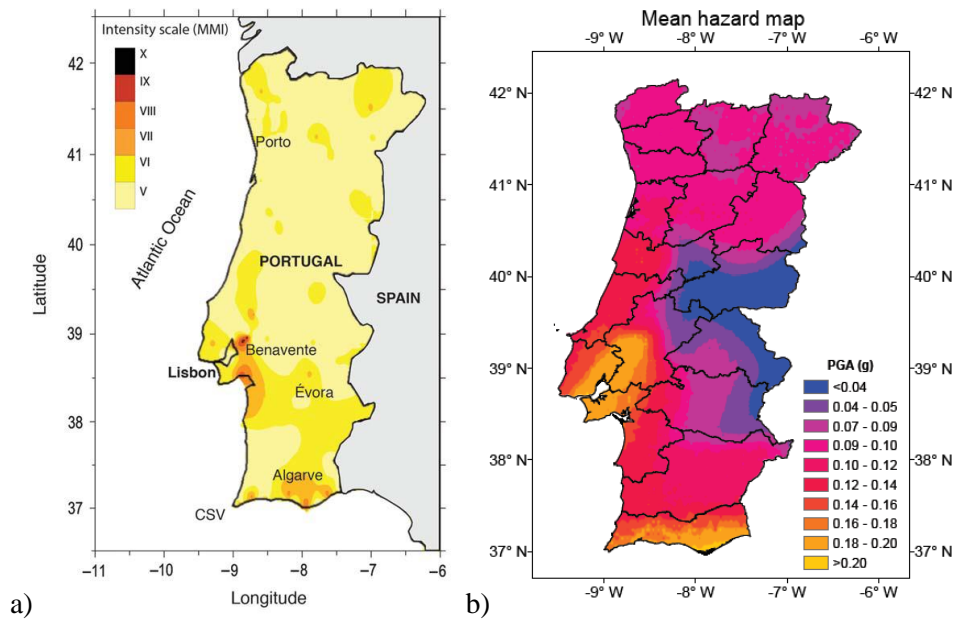 Intensity scale (MMI)
X
IX
VIII
VII
VI
V
42
41
40
39
38
37
Latitude
Atlantic Ocean
Porto
PORTUGAL
SPAIN
Benavente
Lisbon
Évora
Algarve
CSV
−11
−10
−9
−8
−7
−6
Longitude
a)
Mean hazard map
-9° W
-8° W
-7° W
-6° W
42° N
41° N
40° N
39° N
38° N
37° N
42° N
41° N
40° N
39° N
38° N
37° N
PGA (g)
<0.04
0.04 - 0.05
0.07 - 0.09
0.09 - 0.10
0.10 - 0.12
0.12 - 0.14
0.14 - 0.16
0.16 - 0.18
0.18 - 0.20
>0.20
-9° W
-8° W
-7° W
-6° W
b)